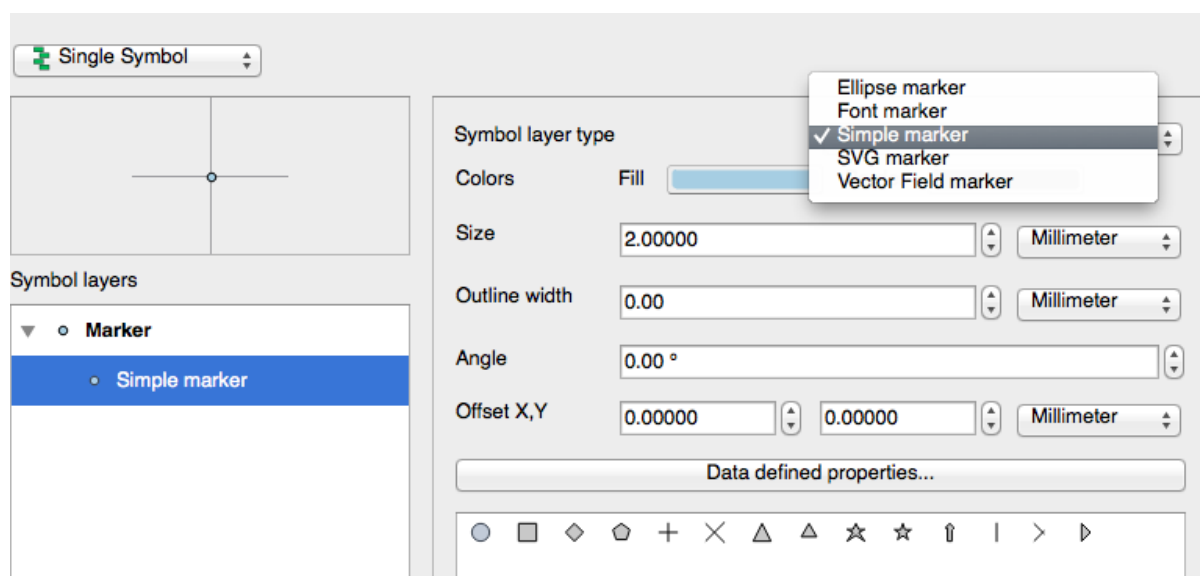 Single Symbol
Symbol layers
Marker
Simple marker
Ellipse marker
Font marker
✓ Simple marker
SVG marker
Vector Field marker
Symbol layer type
Colors Fill
Size 2.00000 Millimeter
Outline width 0.00 Millimeter
Angle 0.00 °
Offset X,Y 0.00000 0.00000 Millimeter
Data defined properties...